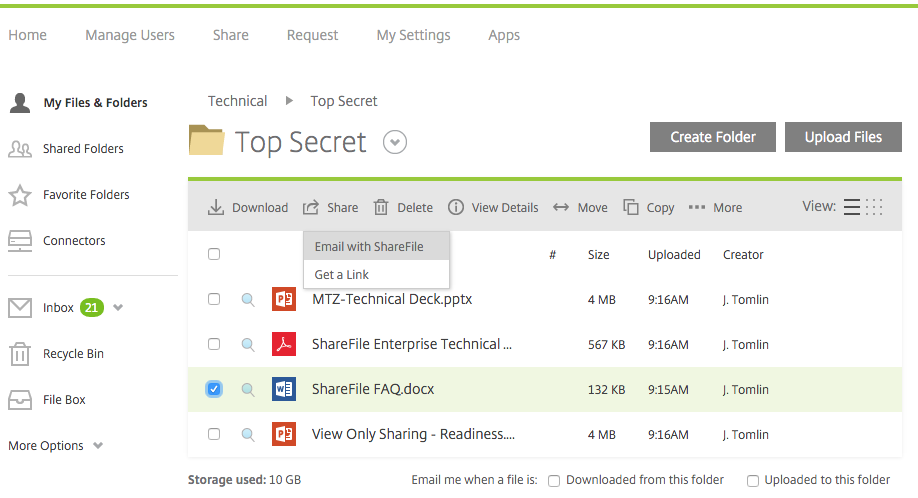 Home Manage Users Share Request My Settings Apps
My Files & Folders
Shared Folders
Favorite Folders
Connectors
Inbox 21
Recycle Bin
File Box
More Options
Technical Top Secret
Top Secret
Create Folder Upload Files
Download Share Delete View Details Move Copy More View:
Email with ShareFile
Get a Link
# Size Uploaded Creator
MTZ-Technical Deck.pptx 4 MB 9:16AM J. Tomlin
ShareFile Enterprise Technical ... 567 KB 9:16AM J. Tomlin
ShareFile FAQ.docx 132 KB 9:15AM J. Tomlin
View Only Sharing - Readiness.... 4 MB 9:16AM J. Tomlin
Storage used: 10 GB Email me when a file is: Downloaded from this folder Uploaded to this folder